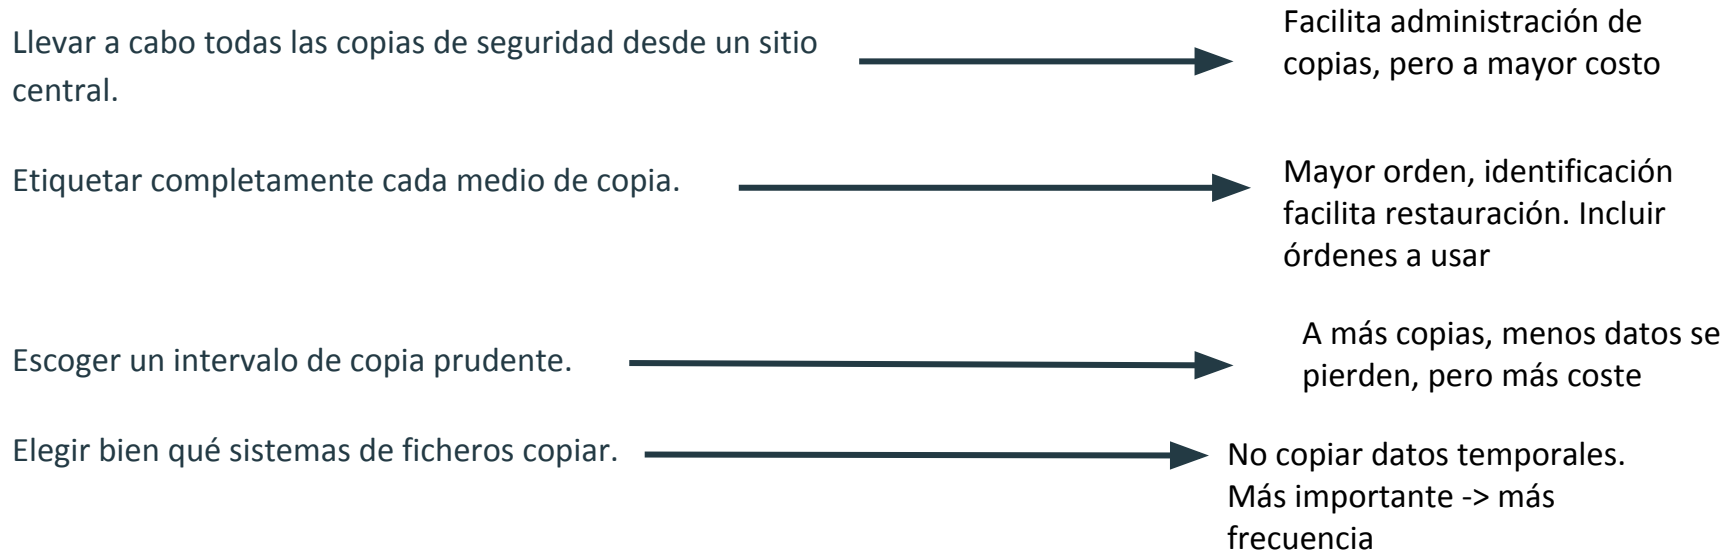 Llevar a cabo todas las copias de seguridad desde un sitio
central.
Facilita administración de
copias, pero a mayor costo
Etiquetar completamente cada medio de copia.
Mayor orden, identificación
facilita restauración. Incluir
órdenes a usar
Escoger un intervalo de copia prudente.
A más copias, menos datos se
pierden, pero más coste
Elegir bien qué sistemas de ficheros copiar.
No copiar datos temporales.
Más importante -> más
frecuencia